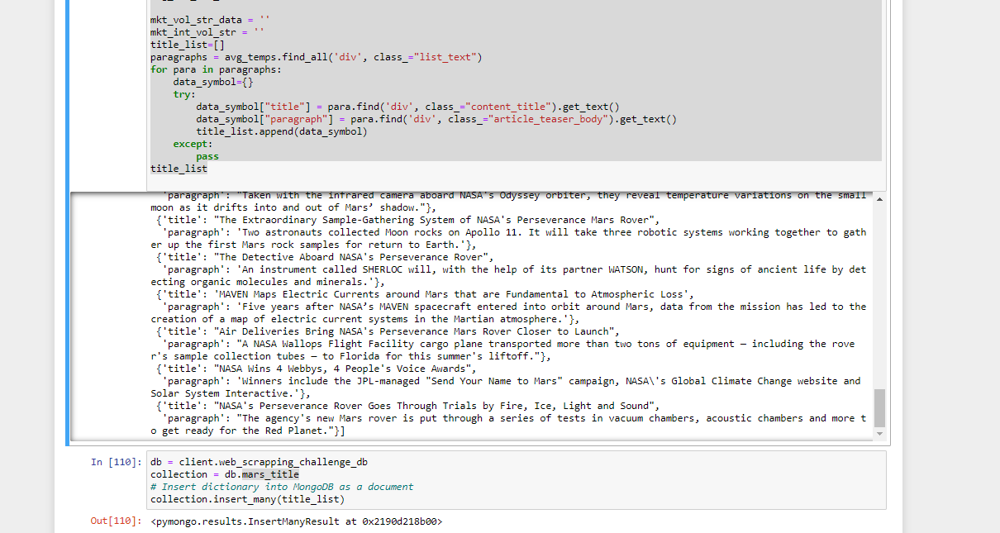 mkt_vol_str_data = ''
mkt_int_vol_str = ''
title_list=[]
paragraphs = avg_temps.find_all('div', class_="list_text")
for para in paragraphs:
    data_symbol={}
    try:
        data_symbol["title"] = para.find('div', class_="content_title").get_text()
        data_symbol["paragraph"] = para.find('div', class_="article_teaser_body").get_text()
        title_list.append(data_symbol)
    except:
        pass
title_list
'paragraph': "Taken with the infrared camera aboard NASA's Odyssey orbiter, they reveal temperature variations on the small
moon as it drifts into and out of Mars’ shadow."},
{'title': "The Extraordinary Sample-Gathering System of NASA's Perseverance Mars Rover",
'paragraph': 'Two astronauts collected Moon rocks on Apollo 11. It will take three robotic systems working together to gath
er up the first Mars rock samples for return to Earth.'},
{'title': "The Detective Aboard NASA's Perseverance Rover",
'paragraph': 'An instrument called SHERLOC will, with the help of its partner WATSON, hunt for signs of ancient life by det
ecting organic molecules and minerals.'},
{'title': 'MAVEN Maps Electric Currents around Mars that are Fundamental to Atmospheric Loss',
'paragraph': 'Five years after NASA’s MAVEN spacecraft entered into orbit around Mars, data from the mission has led to the
creation of a map of electric current systems in the Martian atmosphere.'},
{'title': "Air Deliveries Bring NASA's Perseverance Mars Rover Closer to Launch",
'paragraph': "A NASA Wallops Flight Facility cargo plane transported more than two tons of equipment — including the rove
r's sample collection tubes — to Florida for this summer's liftoff."},
{'title': "NASA Wins 4 Webbys, 4 People's Voice Awards",
'paragraph': 'Winners include the JPL-managed "Send Your Name to Mars" campaign, NASA\'s Global Climate Change website and
Solar System Interactive.'},
{'title': "NASA's Perseverance Rover Goes Through Trials by Fire, Ice, Light and Sound",
'paragraph': "The agency's new Mars rover is put through a series of tests in vacuum chambers, acoustic chambers and more t
o get ready for the Red Planet."}]
In [110]: db = client.web_scrapping_challenge_db
collection = db.mars_title
# Insert dictionary into MongoDB as a document
collection.insert_many(title_list)
Out[110]: <pymongo.results.InsertManyResult at 0x2190d218b00>